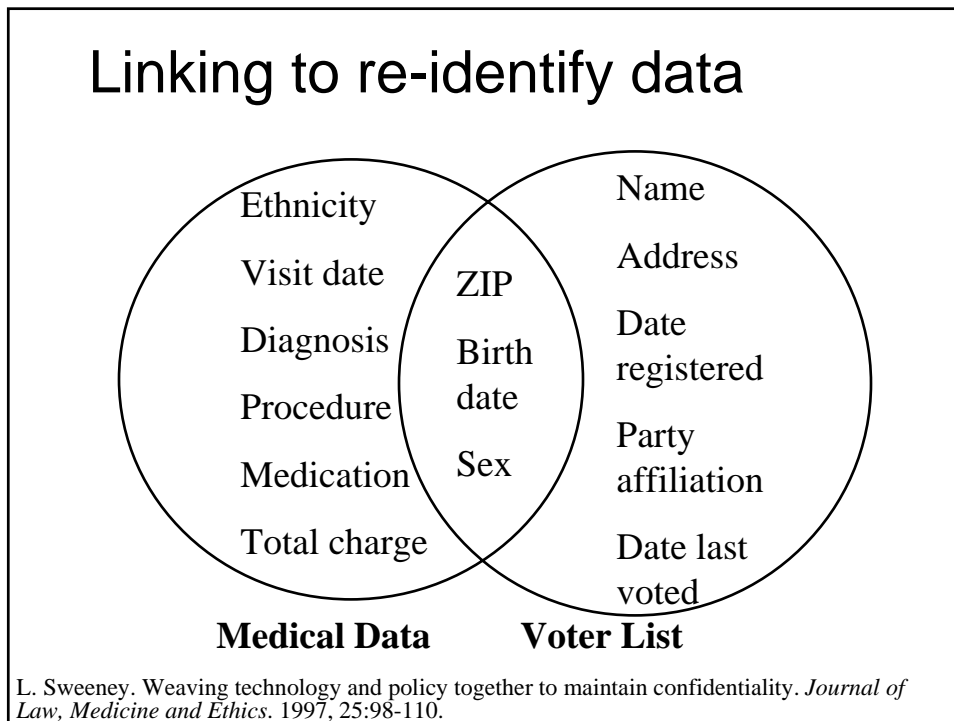 Linking to re-identify data
Ethnicity
Visit date
Diagnosis
Procedure
Medication
Total charge
ZIP
Birth
date
Sex
Name
Address
Date
registered
Party
affiliation
Date last
voted
Medical Data
Voter List
L. Sweeney. Weaving technology and policy together to maintain confidentiality. Journal of
Law, Medicine and Ethics. 1997, 25:98-110.